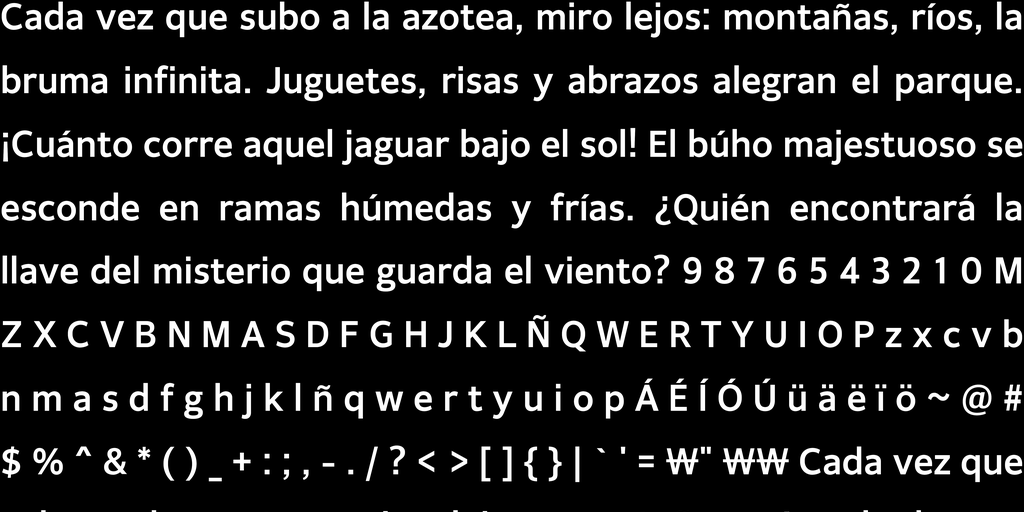 Cada vez que subo a la azotea, miro lejos: montañas, ríos, la
bruma infinita. Juguetes, risas y abrazos alegran el parque.
¡Cuánto corre aquel jaguar bajo el sol! El búho majestuoso se
esconde en ramas húmedas y frías. ¿Quién encontrará la
llave del misterio que guarda el viento? 9 8 7 6 5 4 3 2 1 0 M
Z X C V B N M A S D F G H J K L Ñ Q W E R T Y U I O P z x c v b
n m a s d f g h j k l ñ q w e r t y u i o p Á É Í Ó Ú ü ä ë ï ö ~ @ #
$ % ^ & * ( ) _ + : ; , - . / ? < > [ ] { } | ` ' = ₩" ₩₩ Cada vez que